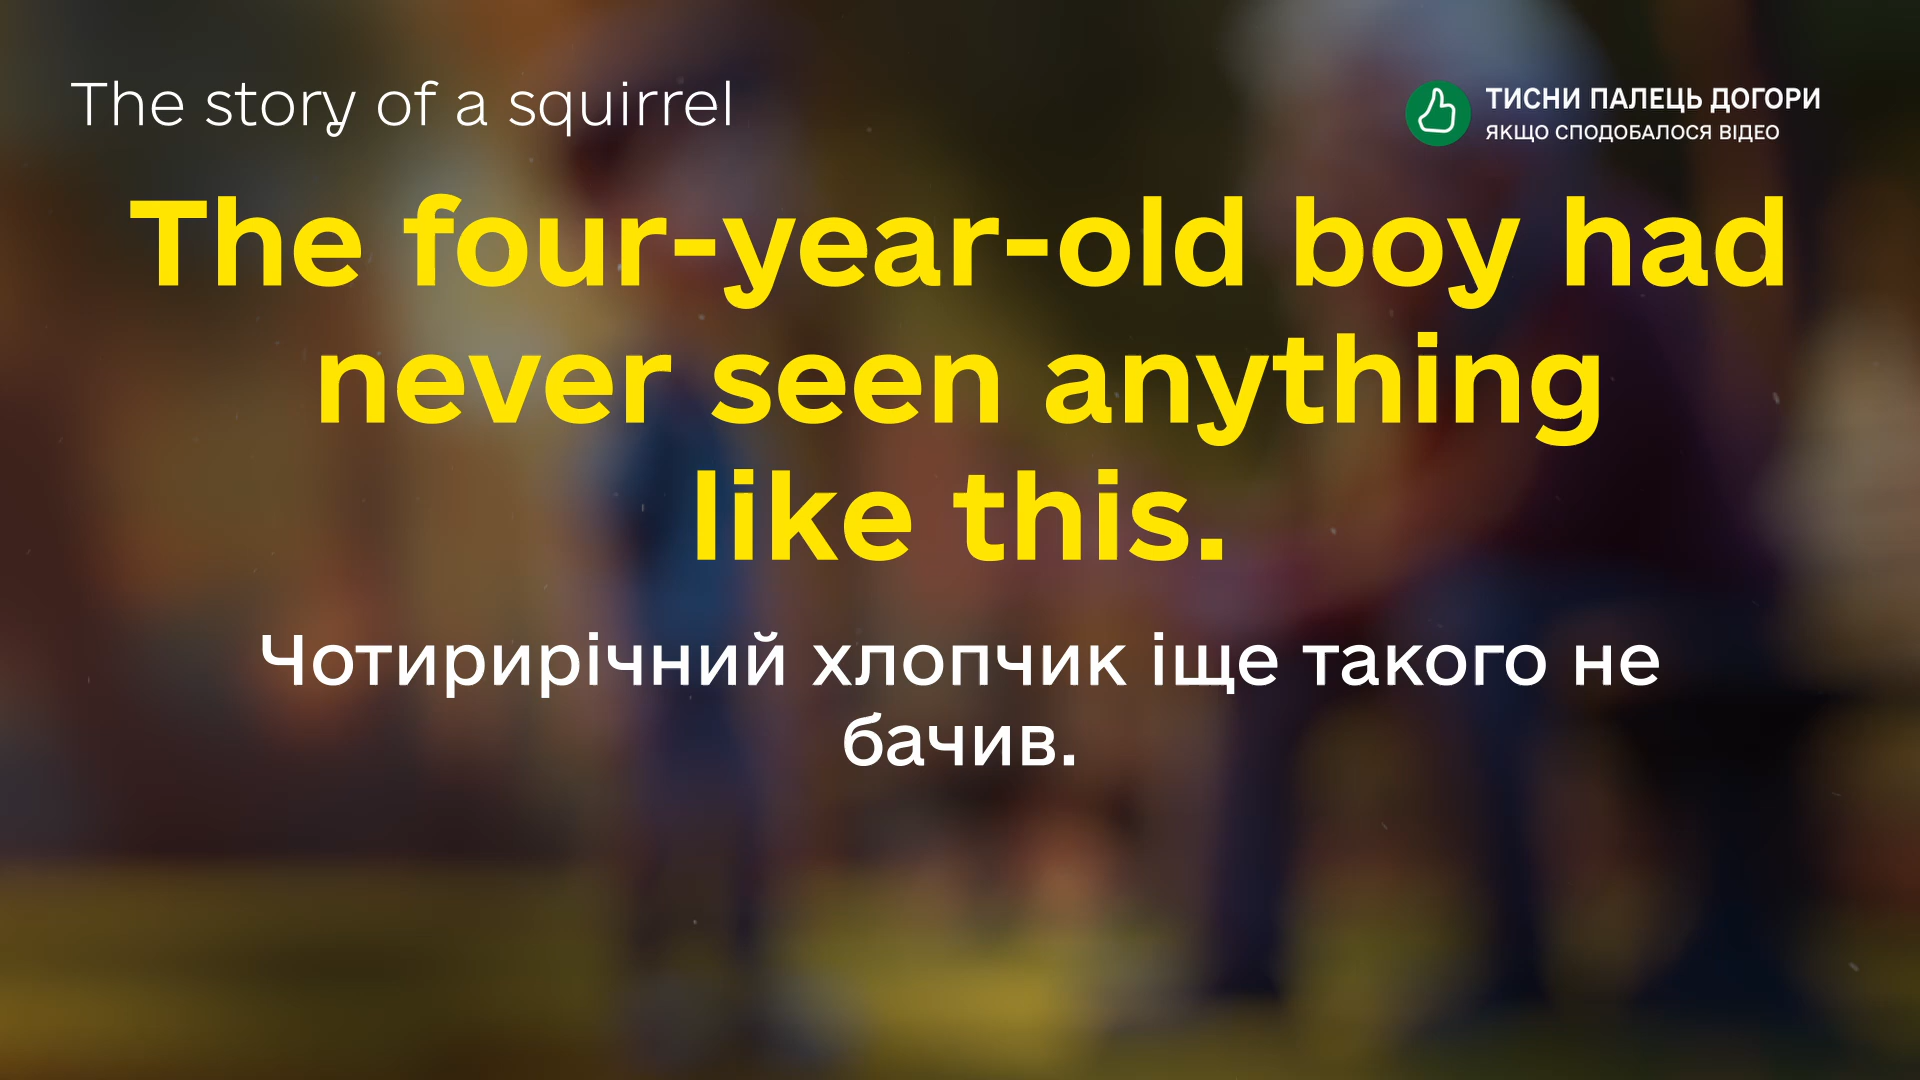 The story of a squirrel
ТИСНИ ПАЛЕЦЬ ДОГОРИ
ЯКЩО СПОДОБАЛОСЯ ВІДЕО
The four-year-old boy had
never seen anything
like this.
Чотирирічний хлопчик іще такого не
бачив.